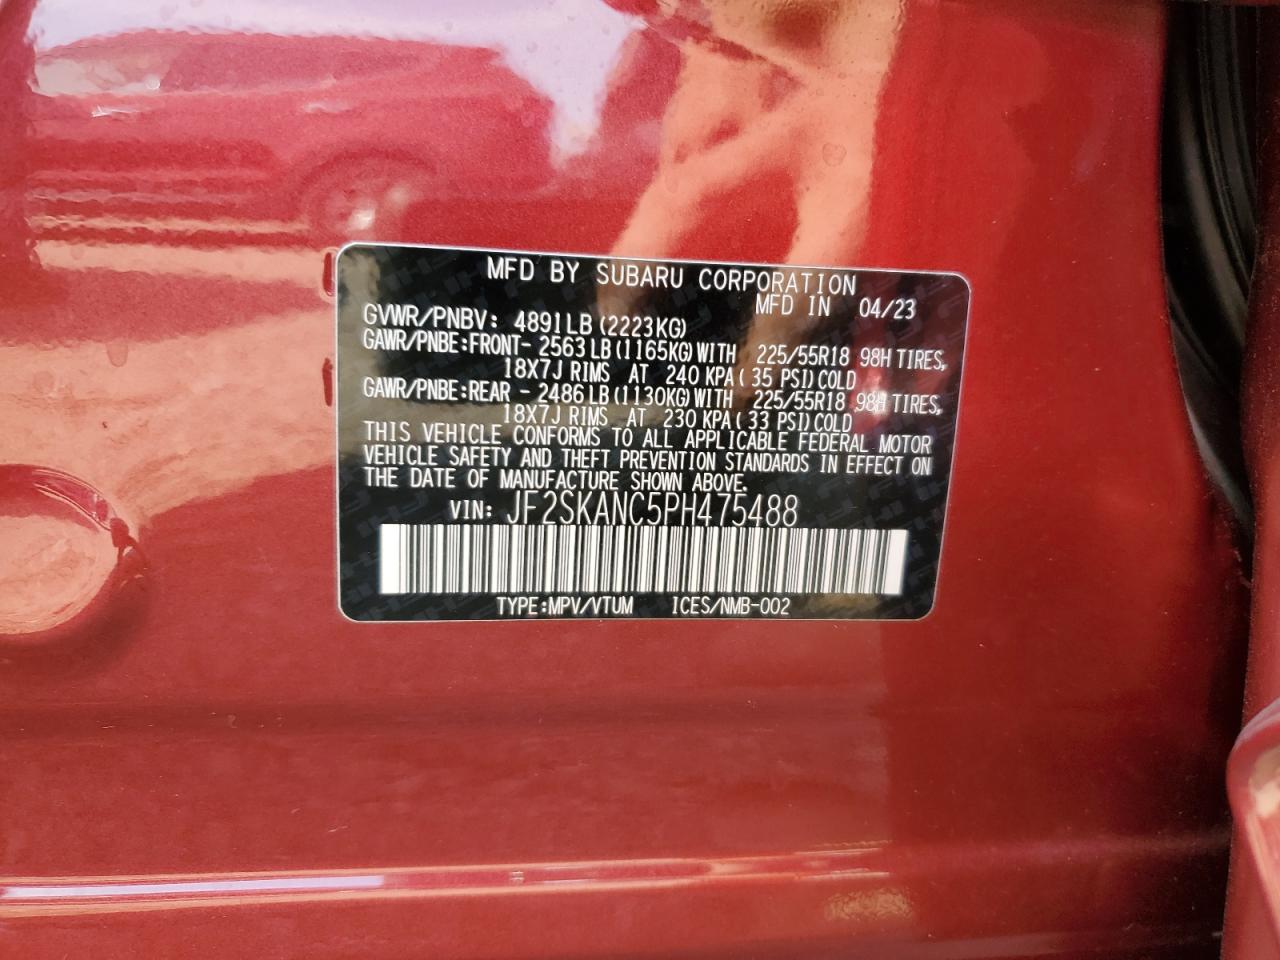 MFD BY SUBARU CORPORATION
MFD IN 04/23
GVWR/PNBV: 4891LB (2223KG)
GAWR/PNBE:FRONT- 2563LB (1165KG) WITH 225/55R18 98H TIRES,
18X7J RIMS AT 240 KPA( 35 PSI) COLD
GAWR/PNBE:REAR - 2486LB (1130KG) WITH 225/55R18 98H TIRES,
18X7J RIMS AT 230 KPA( 33 PSI) COLD
THIS VEHICLE CONFORMS TO ALL APPLICABLE FEDERAL MOTOR
VEHICLE SAFETY AND THEFT PREVENTION STANDARDS IN EFFECT ON
THE DATE OF MANUFACTURE SHOWN ABOVE.
VIN: JF2SKANC5PH475488
TYPE:MPV/VTUM ICES/NMB-002